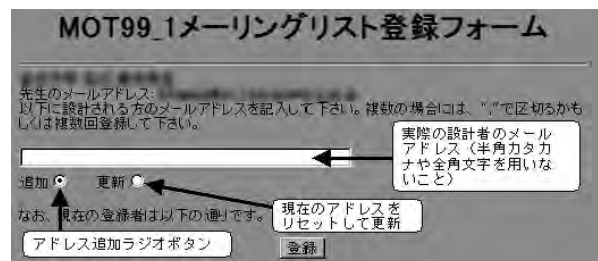 MOT99_1メーリングリスト登録フォーム
先生のメールアドレス:
以下に設計される方のメールアドレスを記入して下さい。複数の場合には、","で区切るかも
しくは複数回登録して下さい。
実際の設計者のメール
アドレス（半角カタカ
ナや全角文字を用いな
いこと）
追加 更新
現在のアドレスを
リセットして更新
なお、現在の登録者は以下の通りです。
アドレス追加ラジオボタン
登録